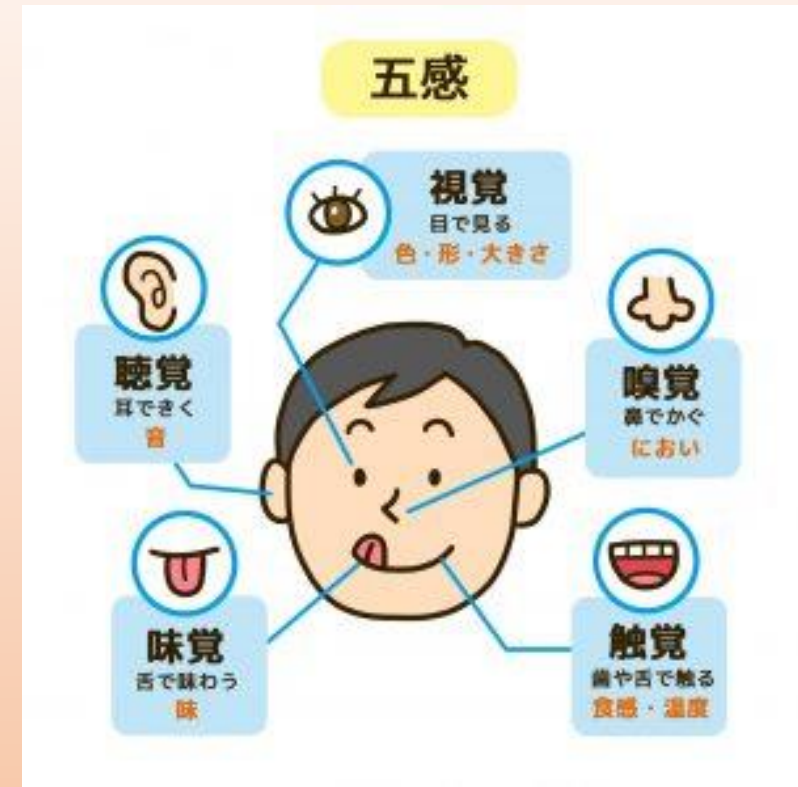 五感
視覚
目で見る
色・形・大きさ
聴覚
耳できく
音
嗅覚
鼻でかぐ
におい
味覚
舌で味わう
味
触覚
歯や舌で触る
食感・温度